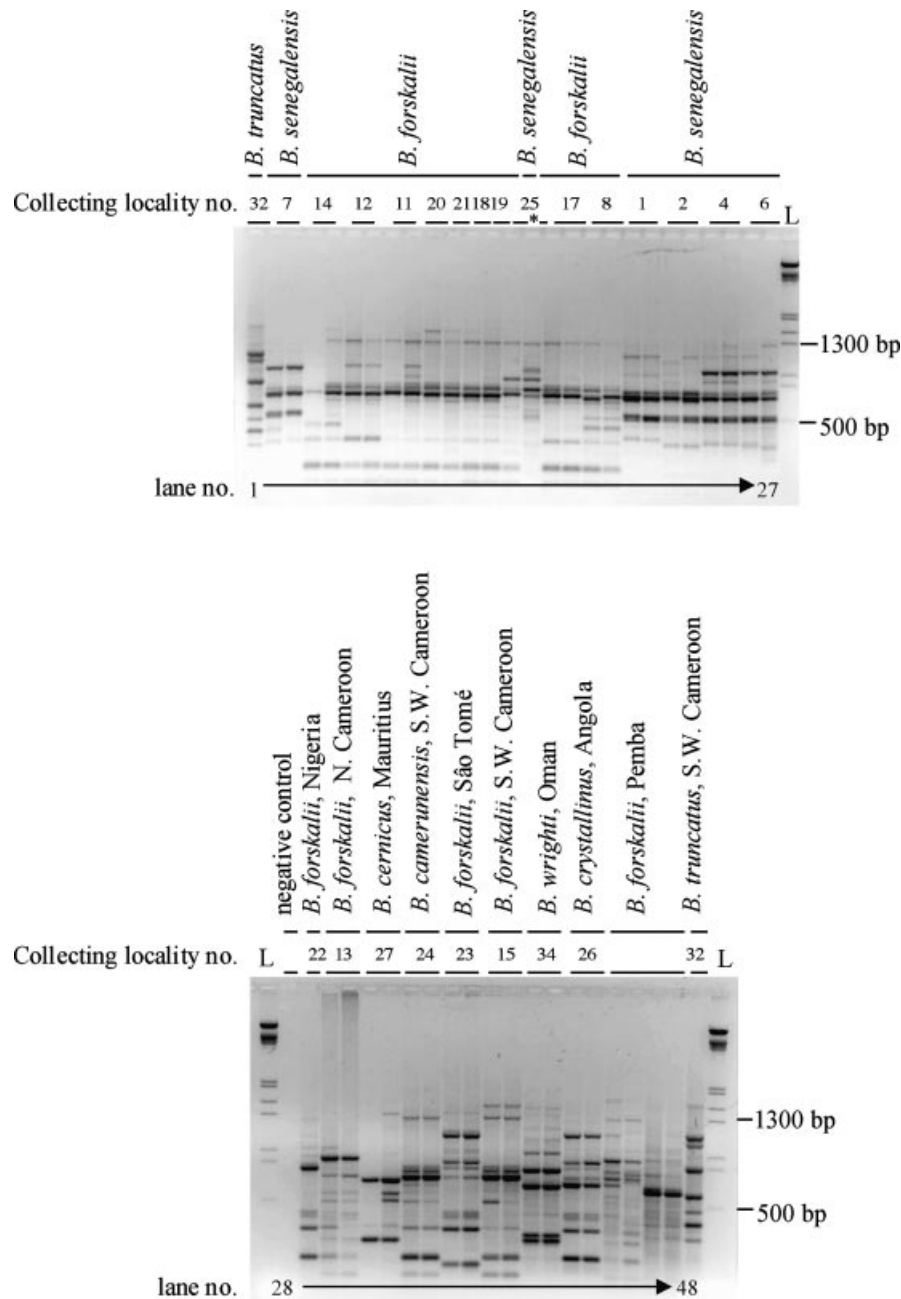 B. truncatus
B. senegalensis
B. forskalii
B. senegalensis
B. forskalii
B. senegalensis
Collecting locality no. 32 7 14 12 11 20 21 18 19 25 17 8 1 2 4 6 L
*
1300 bp
500 bp
lane no. 1 27
negative control
B. forskalii, Nigeria
B. forskalii, N. Cameroon
B. cernicus, Mauritius
B. camerunensis, S.W. Cameroon
B. forskalii, Sâo Tomé
B. forskalii, S.W. Cameroon
B. wrighti, Oman
B. crystallinus, Angola
B. forskalii, Pemba
B. truncatus, S.W. Cameroon
Collecting locality no. L 22 13 27 24 23 15 34 26 32 L
1300 bp
500 bp
lane no. 28 48